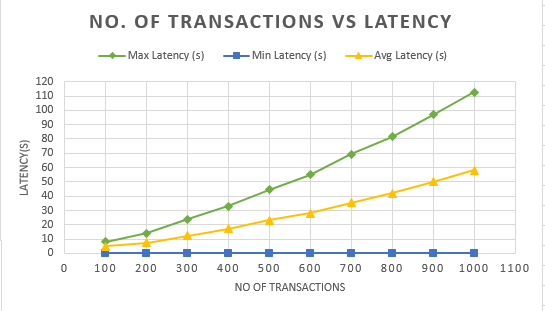 NO. OF TRANSACTIONS VS LATENCY
Max Latency (s) Min Latency (s) Avg Latency (s)
120
110
100
90
80
70
60
50
40
30
20
10
0
LATENCY(S)
0 100 200 300 400 500 600 700 800 900 1000 1100
NO OF TRANSACTIONS